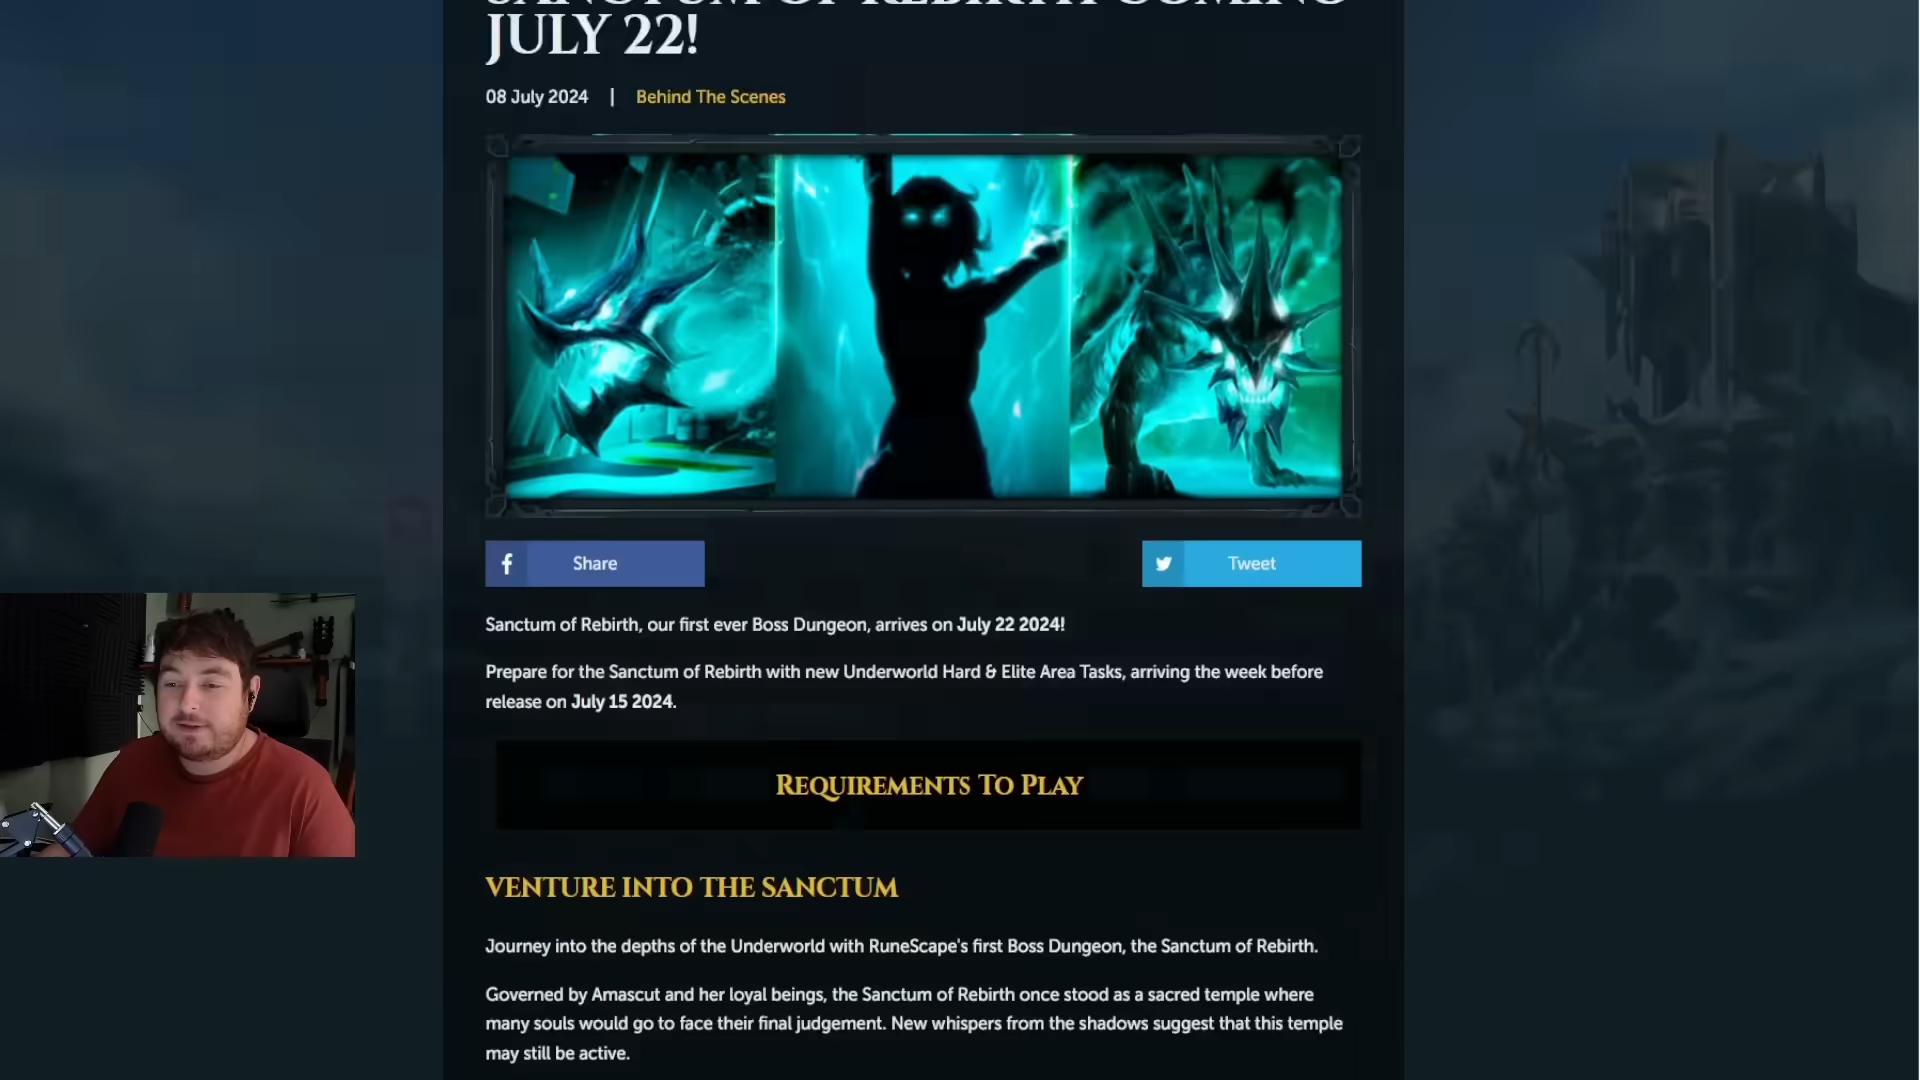 SANCTUM OF REBIRTH COMING
JULY 22!
08 July 2024 | Behind The Scenes
f Share
Tweet
Sanctum of Rebirth, our first ever Boss Dungeon, arrives on July 22 2024!
Prepare for the Sanctum of Rebirth with new Underworld Hard & Elite Area Tasks, arriving the week before
release on July 15 2024.
REQUIREMENTS TO PLAY
VENTURE INTO THE SANCTUM
Journey into the depths of the Underworld with RuneScape's first Boss Dungeon, the Sanctum of Rebirth.
Governed by Amascut and her loyal beings, the Sanctum of Rebirth once stood as a sacred temple where
many souls would go to face their final judgement. New whispers from the shadows suggest that this temple
may still be active.